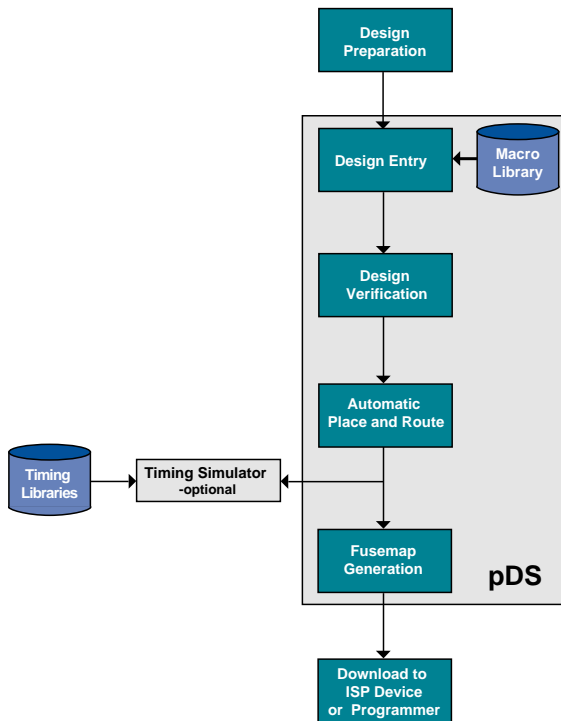 Design
Preparation
Design Entry
Macro
Library
Design
Verification
Automatic
Place and Route
Timing
Libraries
Timing Simulator
-optional
Fusemap
Generation
pDS
Download to
ISP Device
or Programmer